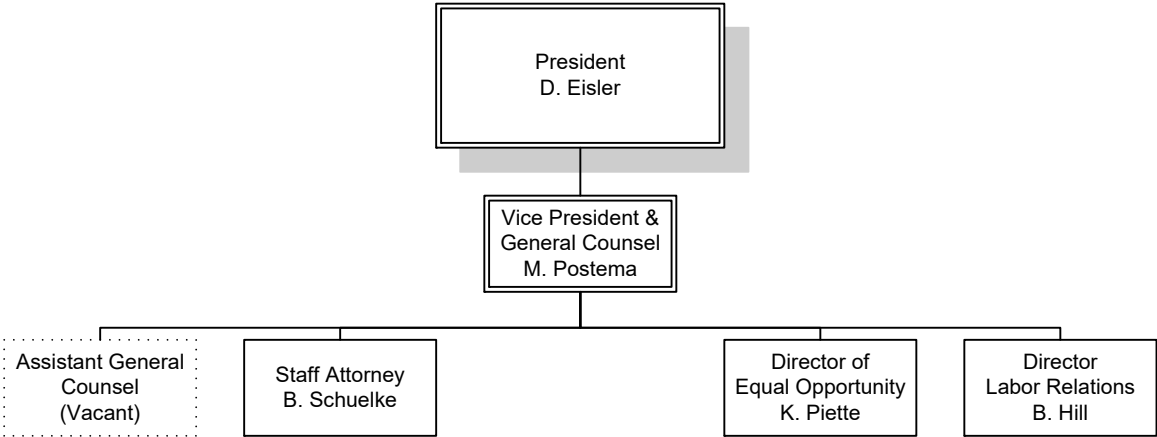 President
D. Eisler
Vice President &
General Counsel
M. Postema
Assistant General
Counsel
(Vacant)
Staff Attorney
B. Schuelke
Director of
Equal Opportunity
K. Piette
Director
Labor Relations
B. Hill